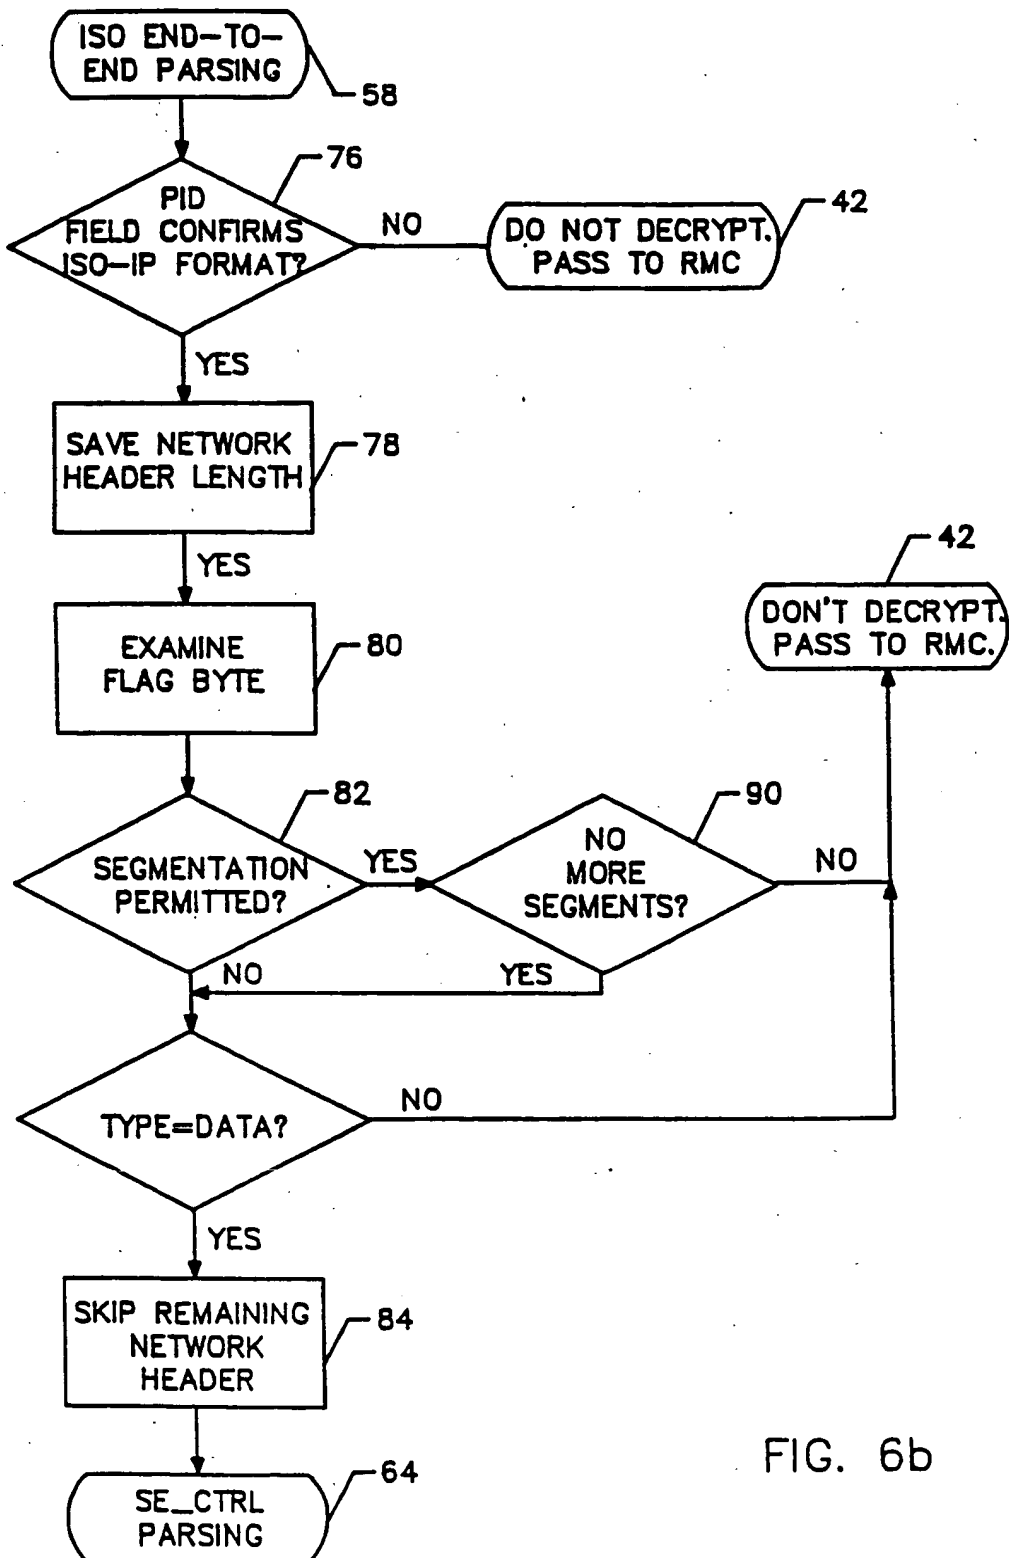 ISO END-TO-
END PARSING
58
76
PID
FIELD CONFIRMS
ISO-IP FORMAT?
NO
DO NOT DECRYPT.
PASS TO RMC
42
YES
SAVE NETWORK
HEADER LENGTH
78
YES
EXAMINE
FLAG BYTE
80
42
DON'T DECRYPT.
PASS TO RMC.
82
SEGMENTATION
PERMITTED?
YES
90
NO
MORE
SEGMENTS?
NO
NO
YES
TYPE=DATA?
NO
YES
SKIP REMAINING
NETWORK
HEADER
84
SE_CTRL
PARSING
64
FIG. 6b